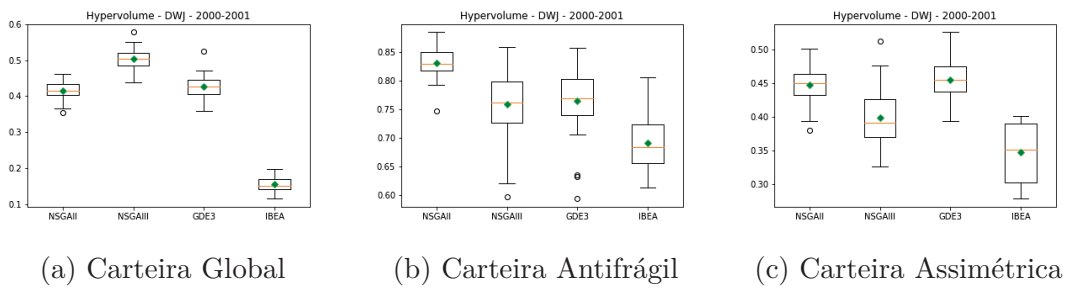 Hypervolume - DWJ - 2000-2001
0.6
0.5
0.4
0.3
0.2
0.1
NSGAII NSGAIII GDE3 IBEA
(a) Carteira Global
Hypervolume - DWJ - 2000-2001
0.85
0.80
0.75
0.70
0.65
0.60
NSGAII NSGAIII GDE3 IBEA
(b) Carteira Antifrágil
Hypervolume - DWJ - 2000-2001
0.50
0.45
0.40
0.35
0.30
NSGAII NSGAIII GDE3 IBEA
(c) Carteira Assimétrica